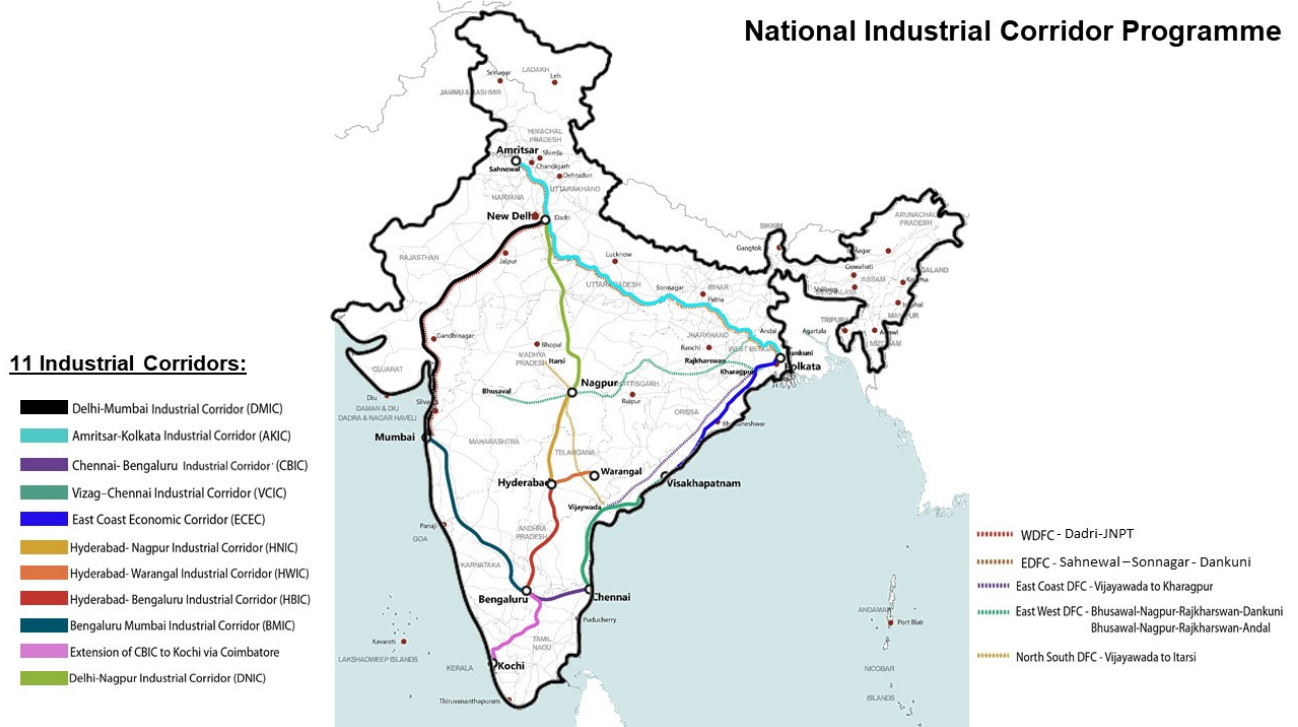 National Industrial Corridor Programme
11 Industrial Corridors:
Delhi-Mumbai Industrial Corridor (DMIC)
Amritsar-Kolkata Industrial Corridor (AKIC)
Chennai- Bengaluru Industrial Corridor (CBIC)
Vizag-Chennai Industrial Corridor (VCIC)
East Coast Economic Corridor (ECEC)
Hyderabad- Nagpur Industrial Corridor (HNIC)
Hyderabad- Warangal Industrial Corridor (HWIC)
Hyderabad- Bengaluru Industrial Corridor (HBIC)
Bengaluru Mumbai Industrial Corridor (BMIC)
Extension of CBIC to Kochi via Coimbatore
Delhi-Nagpur Industrial Corridor (DNIC)
Srinagar
LADAKH
Leh
JAMMU & KASHMIR
HIMACHAL
PRADESH
Amritsar
Shimla
Sahnewal
Chandigarh
Dehradun
UTTARAKHAND
HARYANA
New Delhi
Dadri
RAJASTHAN
Jaipur
Lucknow
UTTAR PRADESH
Sonnagar
BIHAR
Patna
SIKKIM
Gangtok
ARUNACHAL
PRADESH
Guwahati
ASSAM
NAGALAND
Kohima
Shillong
MEGHALAYA
Imphal
MANIPUR
TRIPURA
Agartala
MIZORAM
Gandhinagar
GUJARAT
Bhopal
MADHYA
PRADESH
Itarsi
JHARKHAND
Ranchi
Rajkharswan
Andal
WEST BENGAL
Dankuni
Kolkata
Kharagpur
Bhusaval
Nagpur
Raipur
Diu
DAMAN & DIU
DADRA & NAGAR HAVELI
Mumbai
MAHARASHTRA
ORISSA
TELANGANA
Warangal
Hyderabad
Visakhapatnam
Vijaywada
Panaji
GOA
ANDHRA
PRADESH
KARNATAKA
Bengaluru
Chennai
Puducherry
TAMIL
NADU
Kavarati
LAKSHADWEEP ISLANDS
KERALA
Kochi
Thiruvananthapuram
ANDAMAN
Port Blair
NICOBAR
ISLANDS
WDFC - Dadri-JNPT
EDFC - Sahnewal-Sonnagar - Dankuni
East Coast DFC - Vijayawada to Kharagpur
East West DFC - Bhusawal-Nagpur-Rajkharswan-Dankuni
Bhusawal-Nagpur-Rajkharswan-Andal
North South DFC - Vijayawada to Itarsi